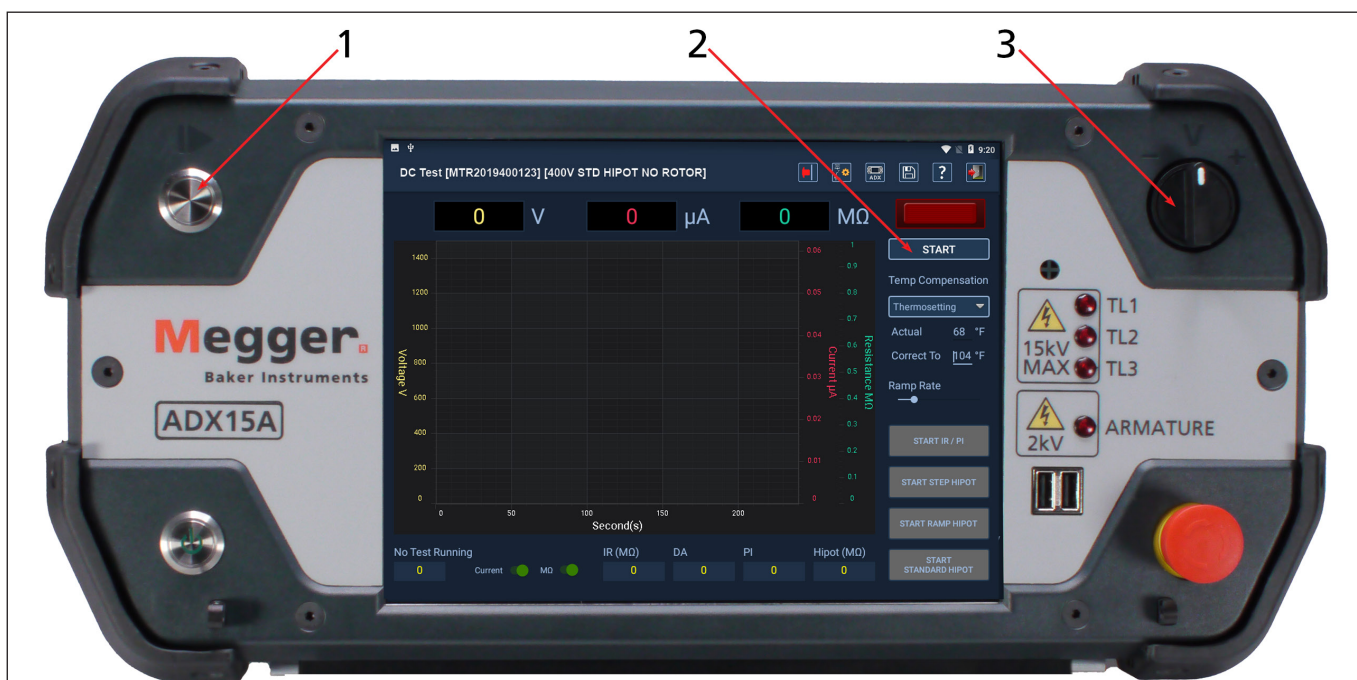 1
2
3
V
- +
9:20
DC Test [MTR2019400123] [400V STD HIPOT NO ROTOR]
ADX
?
0 V
0 µA
0 MΩ
START
Temp Compensation
Thermosetting
Actual 68 °F
Correct To 104 °F
Ramp Rate
START IR / PI
START STEP HIPOT
START RAMP HIPOT
START
STANDARD HIPOT
Voltage V
1400
1200
1000
800
600
400
200
0
0 50 100 150 200
Second(s)
Current µA
0.06
0.05
0.04
0.03
0.02
0.01
0
Resistance MΩ
1
0.9
0.8
0.7
0.6
0.5
0.4
0.3
0.2
0.1
0
No Test Running
0
Current
MΩ
IR (MΩ) DA PI Hipot (MΩ)
0 0 0 0
Megger.
Baker Instruments
ADX15A
15kV
MAX
TL1
TL2
TL3
2kV
ARMATURE